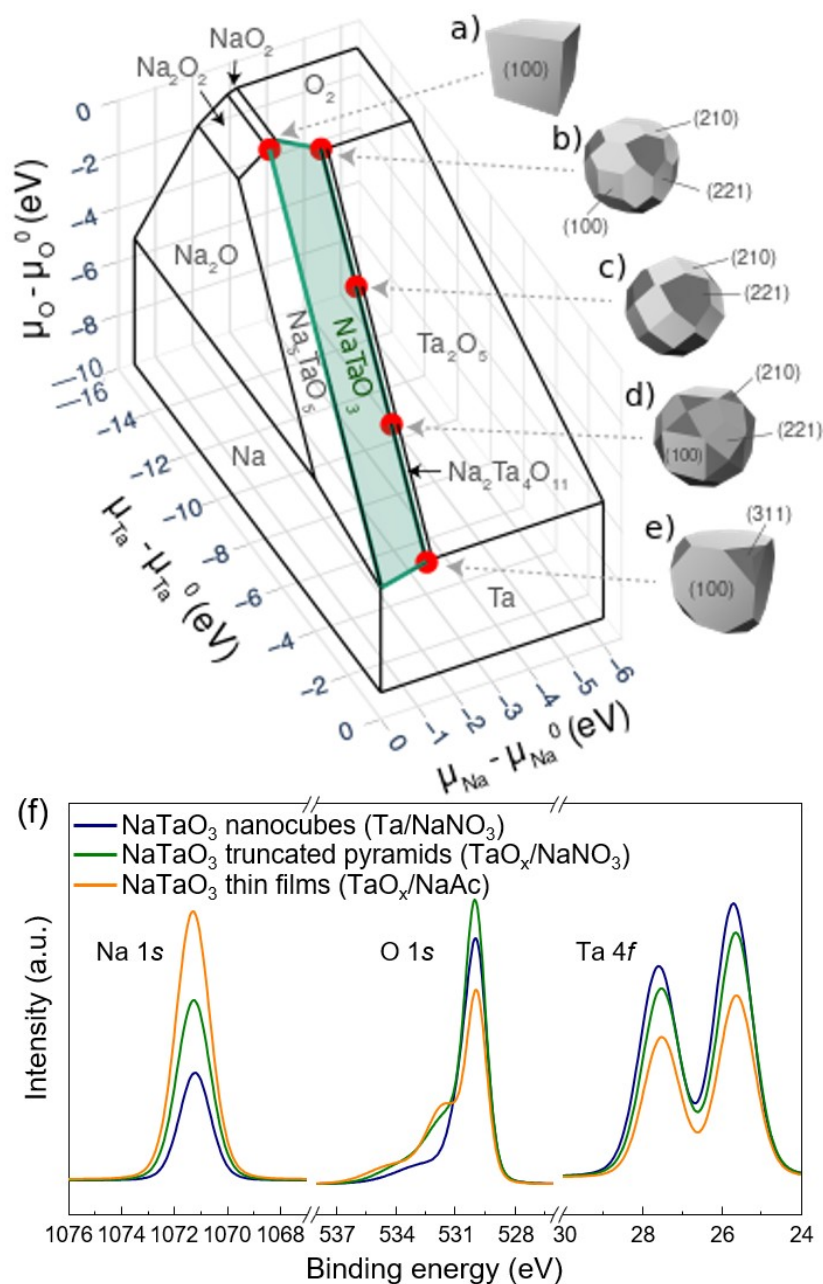 a)
(100)
NaO₂
Na₂O₂
O₂
b)
(210)
(221)
(100)
μO - μO⁰ (eV)
0
−2
−4
−6
−8
−10
Na₂O
Na₅TaO₅
NaTaO₃
Ta₂O₅
c)
(210)
(221)
d)
(210)
(221)
(100)
Na
Na₂Ta₄O₁₁
e)
(311)
(100)
Ta
−16
−14
−12
−10
−8
−6
−4
−2
0
μTa - μTa⁰ (eV)
0
−1
−2
−3
−4
−5
−6
μNa - μNa⁰ (eV)
(f)
NaTaO₃ nanocubes (Ta/NaNO₃)
NaTaO₃ truncated pyramids (TaOₓ/NaNO₃)
NaTaO₃ thin films (TaOₓ/NaAc)
Na 1s
O 1s
Ta 4f
Intensity (a.u.)
1076 1072 1070 1068 537 534 531 528 30 28 26 24
Binding energy (eV)